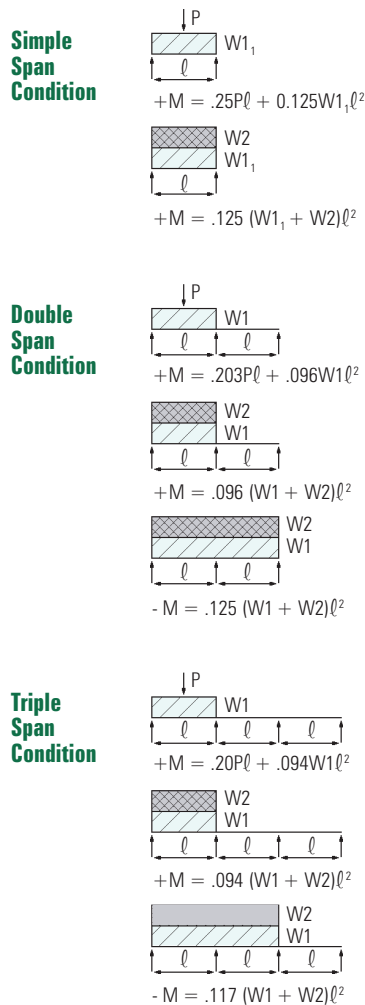 P
Simple
Span
Condition
W1₁
ℓ
+M = .25Pℓ + 0.125W1₁ℓ²
W2
W1₁
ℓ
+M = .125 (W1₁ + W2)ℓ²
P
Double
Span
Condition
W1
ℓ ℓ
+M = .203Pℓ + .096W1ℓ²
W2
W1
ℓ ℓ
+M = .096 (W1 + W2)ℓ²
W2
W1
ℓ ℓ
- M = .125 (W1 + W2)ℓ²
P
Triple
Span
Condition
W1
ℓ ℓ ℓ
+M = .20Pℓ + .094W1ℓ²
W2
W1
ℓ ℓ ℓ
+M = .094 (W1 + W2)ℓ²
W2
W1
ℓ ℓ ℓ
- M = .117 (W1 + W2)ℓ²